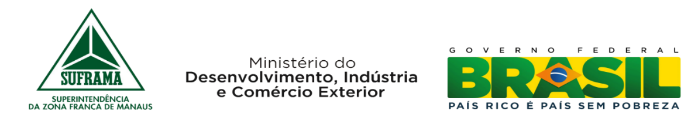 SUFRAMA
SUPERINTENDÊNCIA
DA ZONA FRANCA DE MANAUS
Ministério do
Desenvolvimento, Indústria
e Comércio Exterior
GOVERNO FEDERAL
BRASIL
PAÍS RICO É PAÍS SEM POBREZA